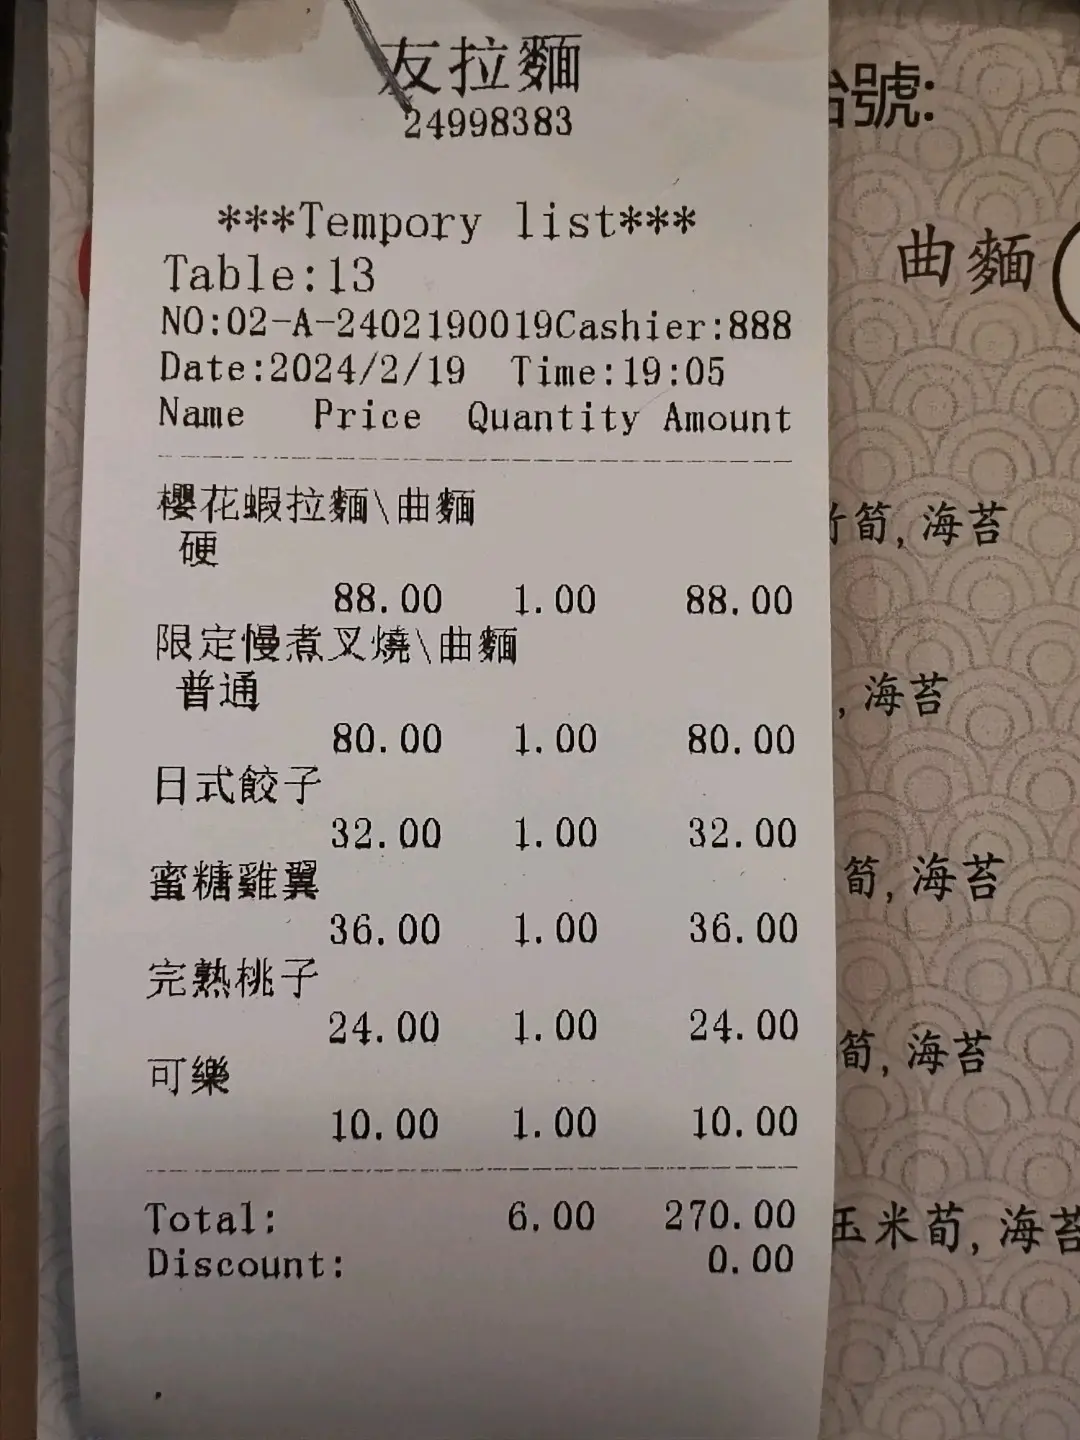 友拉麵
24998383
***Tempory list***
Table:13
NO:02-A-2402190019Cashier:888
Date:2024/2/19 Time:19:05
Name Price Quantity Amount
櫻花蝦拉麵\曲麵
硬
88.00 1.00 88.00
限定慢煮叉燒\曲麵
普通
80.00 1.00 80.00
日式餃子
32.00 1.00 32.00
蜜糖雞翼
36.00 1.00 36.00
完熟桃子
24.00 1.00 24.00
可樂
10.00 1.00 10.00
Total: 6.00 270.00
Discount: 0.00
號:
曲麵
筍, 海苔
, 海苔
筍, 海苔
筍, 海苔
玉米筍, 海苔